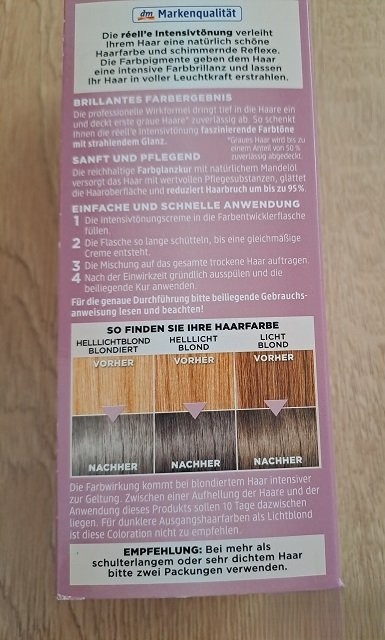 dm Markenqualität
Die réell'e Intensivtönung verleiht
Ihrem Haar eine natürlich schöne
Haarfarbe und schimmernde Reflexe.
Die Farbpigmente geben dem Haar
eine intensive Farbbrillanz und lassen
Ihr Haar in voller Leuchtkraft erstrahlen.
BRILLANTES FARBERGEBNIS
Die professionelle Wirkformel dringt tief in die Haare ein
und deckt erste graue Haare* zuverlässig ab. So schenkt
Ihnen die réell'e Intensivtönung faszinierende Farbtöne
mit strahlendem Glanz.
*Graues Haar wird bis zu
einem Anteil von 50 %
zuverlässig abgedeckt.
SANFT UND PFLEGEND
Die reichhaltige Farbglanzkur mit natürlichem Mandelöl
versorgt das Haar mit wertvollen Pflegesubstanzen, glättet
die Haaroberfläche und reduziert Haarbruch um bis zu 95%.
EINFACHE UND SCHNELLE ANWENDUNG
1 Die Intensivtönungscreme in die Farbentwicklerflasche
füllen.
2 Die Flasche so lange schütteln, bis eine gleichmäßige
Creme entsteht.
3 Die Mischung auf das gesamte trockene Haar auftragen.
4 Nach der Einwirkzeit gründlich ausspülen und die
beiliegende Kur anwenden.
Für die genaue Durchführung bitte beiliegende Gebrauchs-
anweisung lesen und beachten!
SO FINDEN SIE IHRE HAARFARBE
HELLLICHTBLOND
BLONDIERT
HELLLICHT
BLOND
LICHT
BLOND
VORHER
VORHER
VORHER
NACHHER
NACHHER
NACHHER
Die Farbwirkung kommt bei blondiertem Haar intensiver
zur Geltung. Zwischen einer Aufhellung der Haare und der
Anwendung dieses Produkts sollen 10 Tage dazwischen
liegen. Für dunklere Ausgangshaarfarben als Lichtblond
ist diese Coloration nicht zu empfehlen.
EMPFEHLUNG: Bei mehr als
schulterlangem oder sehr dichtem Haar
bitte zwei Packungen verwenden.